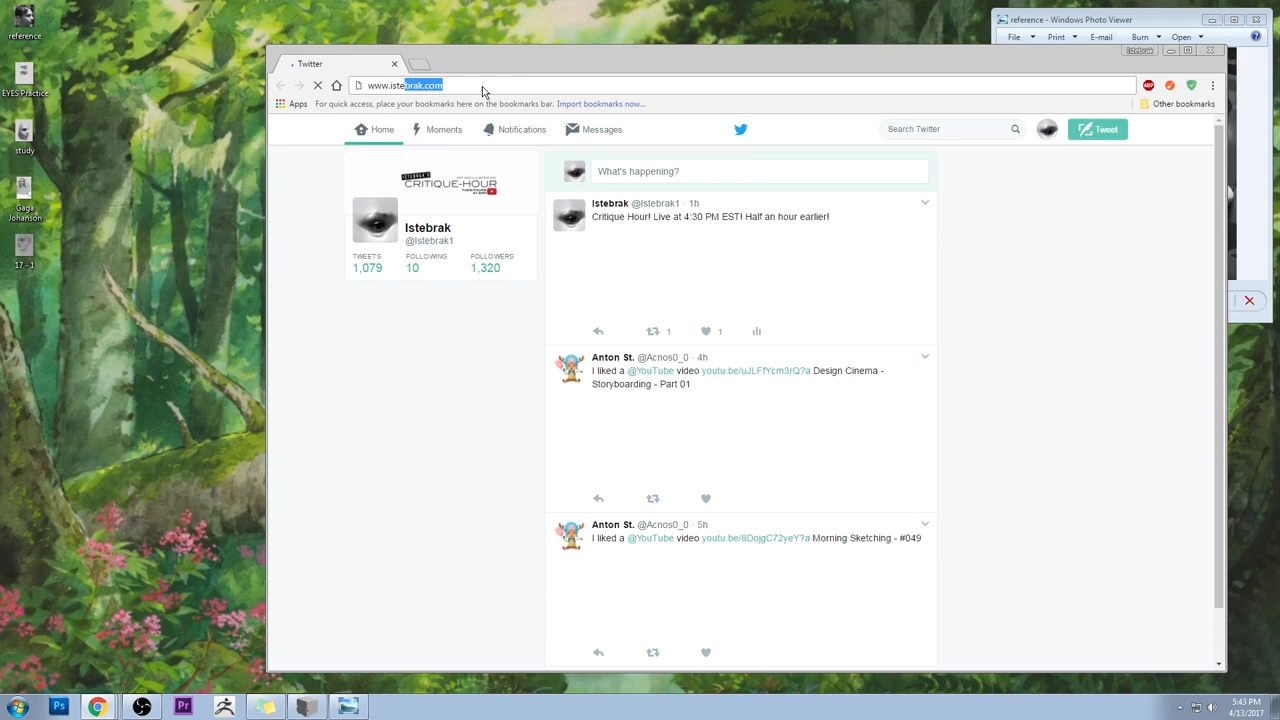 reference
EYES Practice
study
Gaga
Johanson
17 - 1
reference - Windows Photo Viewer
File Print E-mail Burn Open
Istebrak
Twitter
www.istebrak.com
Apps For quick access, place your bookmarks here on the bookmarks bar. Import bookmarks now... Other bookmarks
ABP
Home Moments Notifications Messages Search Twitter Tweet
CRITIQUE-HOUR
Istebrak
@Istebrak1
TWEETS FOLLOWING FOLLOWERS
1,079 10 1,320
What's happening?
Istebrak @Istebrak1 · 1h
Critique Hour! Live at 4:30 PM EST! Half an hour earlier!
1 1
Anton St. @Acnos0_0 · 4h
I liked a @YouTube video youtu.be/uJLFfYcm3rQ?a Design Cinema -
Storyboarding - Part 01
Anton St. @Acnos0_0 · 5h
I liked a @YouTube video youtu.be/8DojgC72yeY?a Morning Sketching - #049
Ps
Pr
5:43 PM
4/13/2017